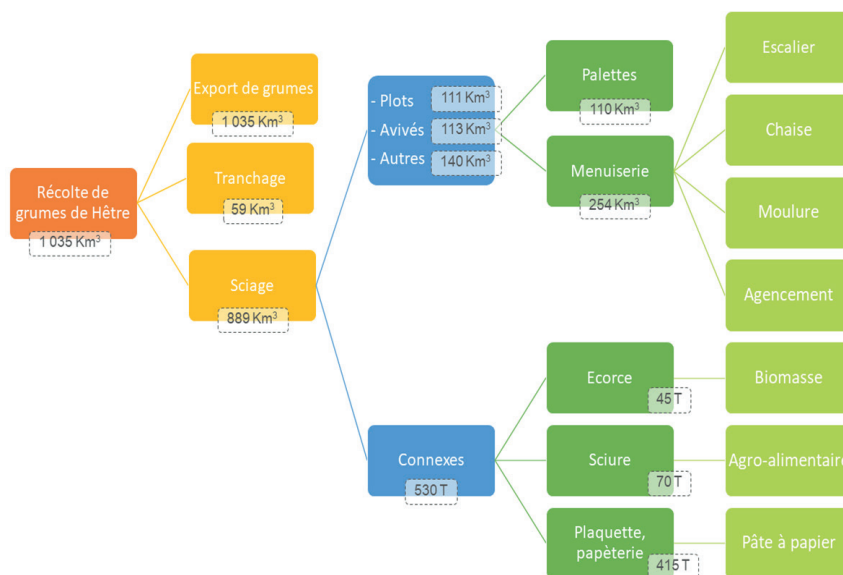 Récolte de
grumes de Hêtre
1 035 Km³
Export de grumes
1 035 Km³
Tranchage
59 Km³
Sciage
889 Km³
- Plots 111 Km³
- Avivés 113 Km³
- Autres 140 Km³
Connexes
530 T
Palettes
110 Km³
Menuiserie
254 Km³
Ecorce
45 T
Sciure
70 T
Plaquette,
papèterie
415 T
Escalier
Chaise
Moulure
Agencement
Biomasse
Agro-alimentaire
Pâte à papier